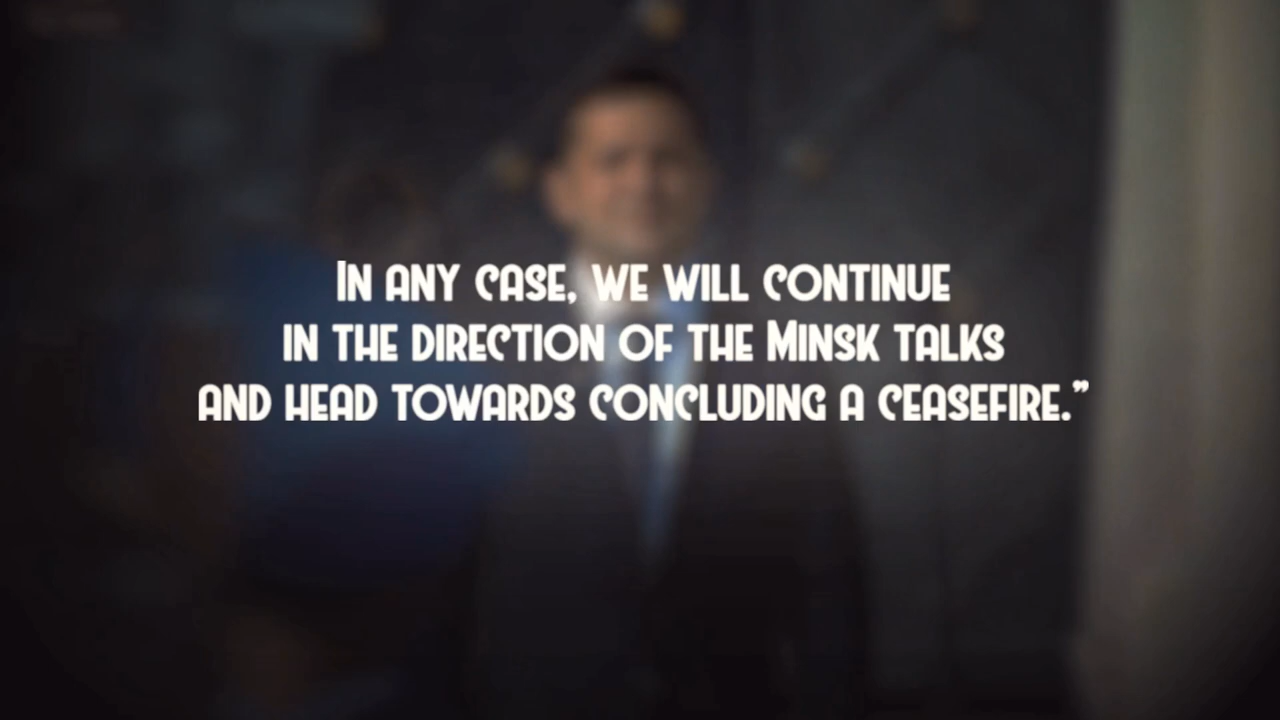 In any case, we will continue
in the direction of the Minsk talks
and head towards concluding a ceasefire.”